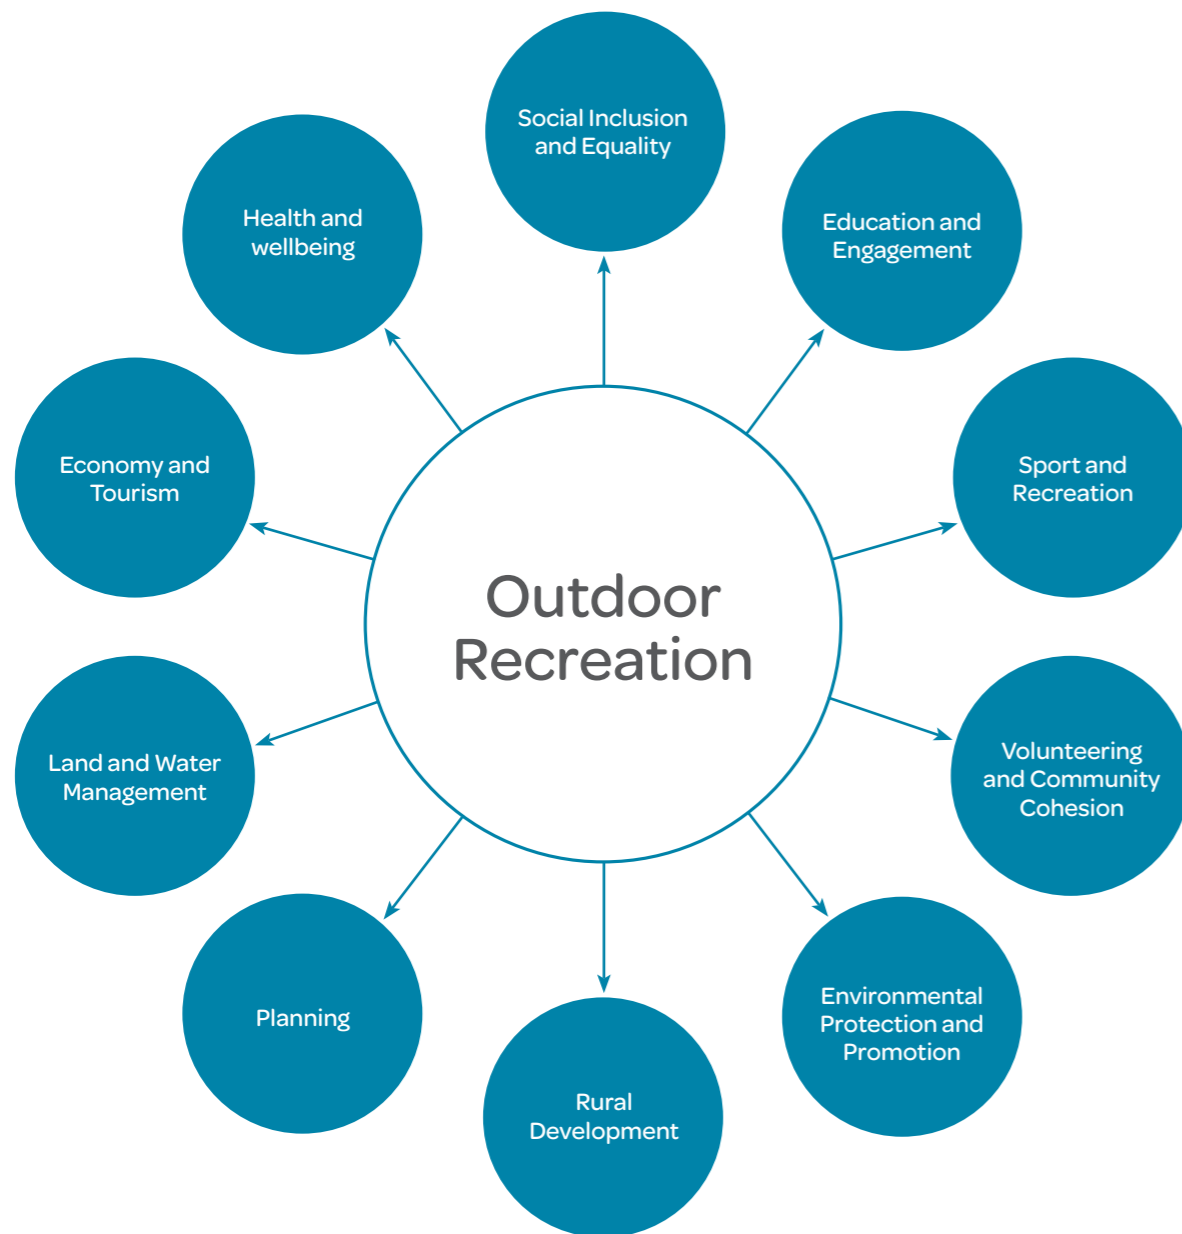 Social Inclusion
and Equality
Education and
Engagement
Sport and
Recreation
Volunteering
and Community
Cohesion
Environmental
Protection and
Promotion
Rural
Development
Planning
Land and Water
Management
Economy and
Tourism
Health and
wellbeing
Outdoor
Recreation